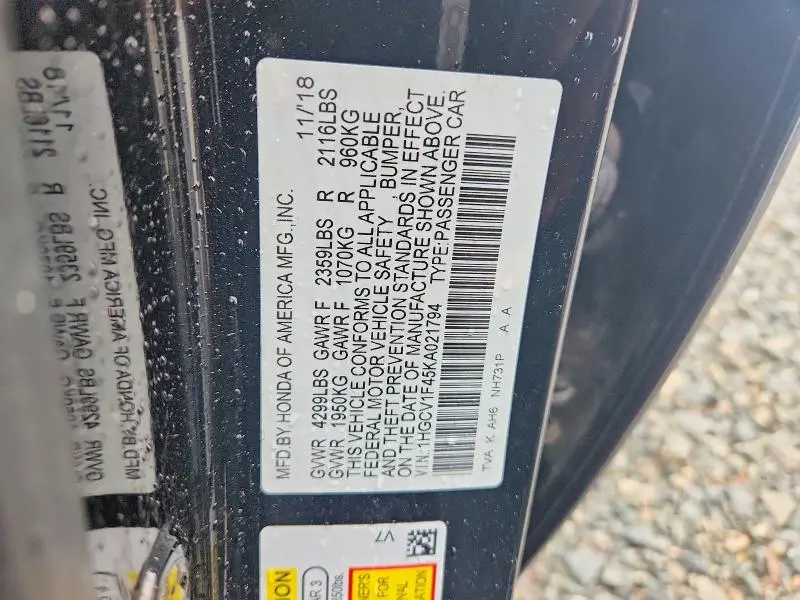 MFD.BY HONDA OF AMERICA MFG.,INC. 11/18
GVWR 4299LBS GAWR F 2359LBS R 2116LBS
GVWR 1950KG GAWR F 1070KG R 960KG
THIS VEHICLE CONFORMS TO ALL APPLICABLE
FEDERAL MOTOR VEHICLE SAFETY, BUMPER,
AND THEFT PREVENTION STANDARDS IN EFFECT
ON THE DATE OF MANUFACTURE SHOWN ABOVE.
V.I.N.:1HGCV1F45KA021794 TYPE:PASSENGER CAR
TVA K AH6 NH731P A A